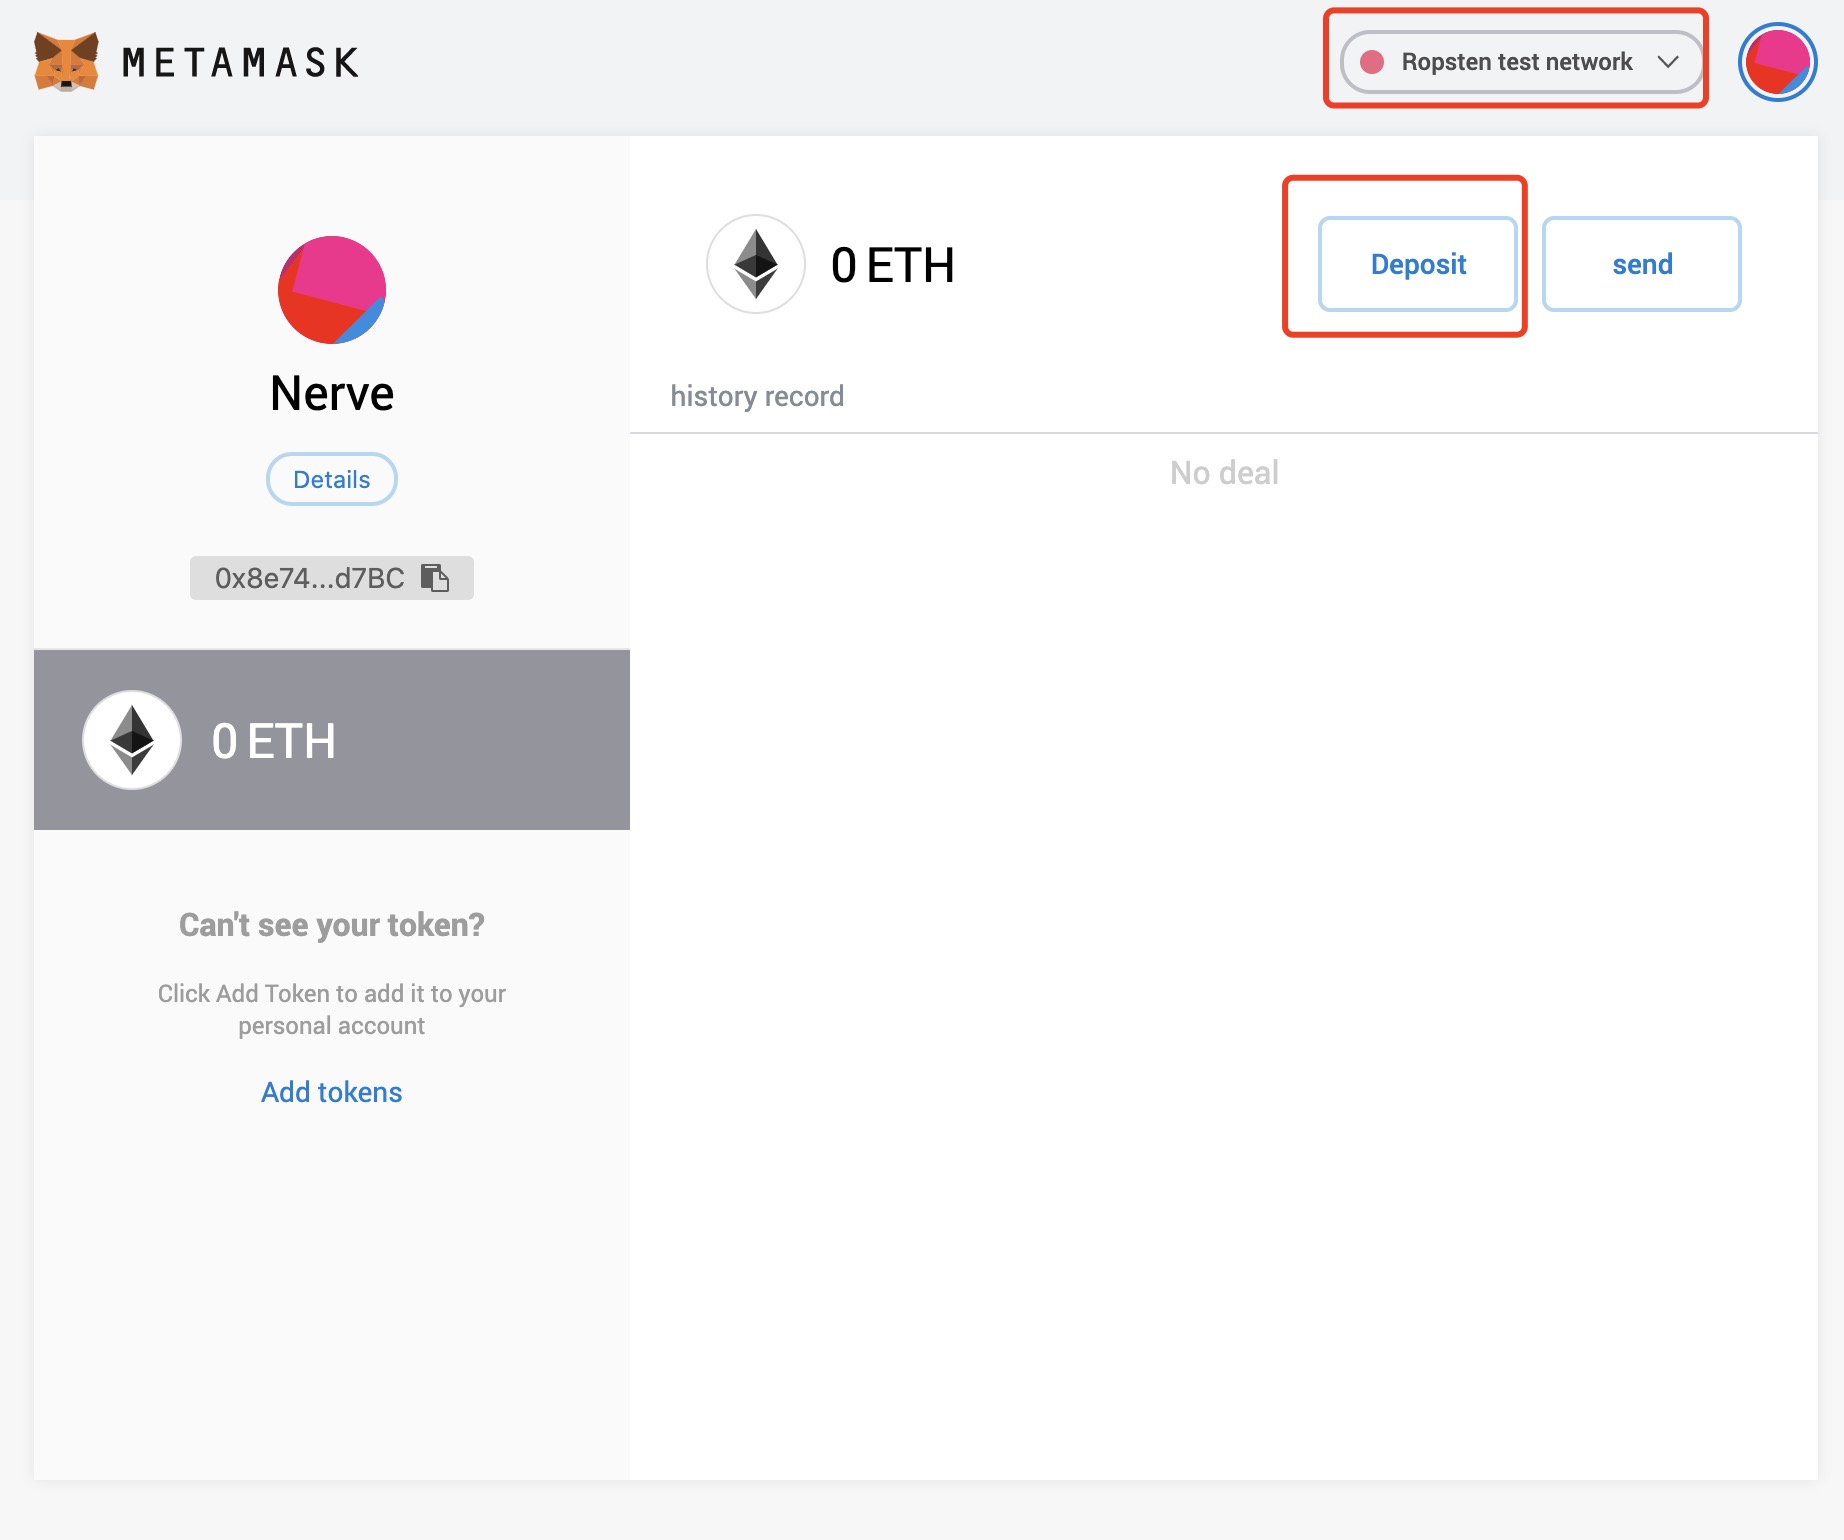 METAMASK
Ropsten test network
Nerve
Details
0x8e74...d7BC
0 ETH
Can't see your token?
Click Add Token to add it to your
personal account
Add tokens
0 ETH
Deposit
send
history record
No deal